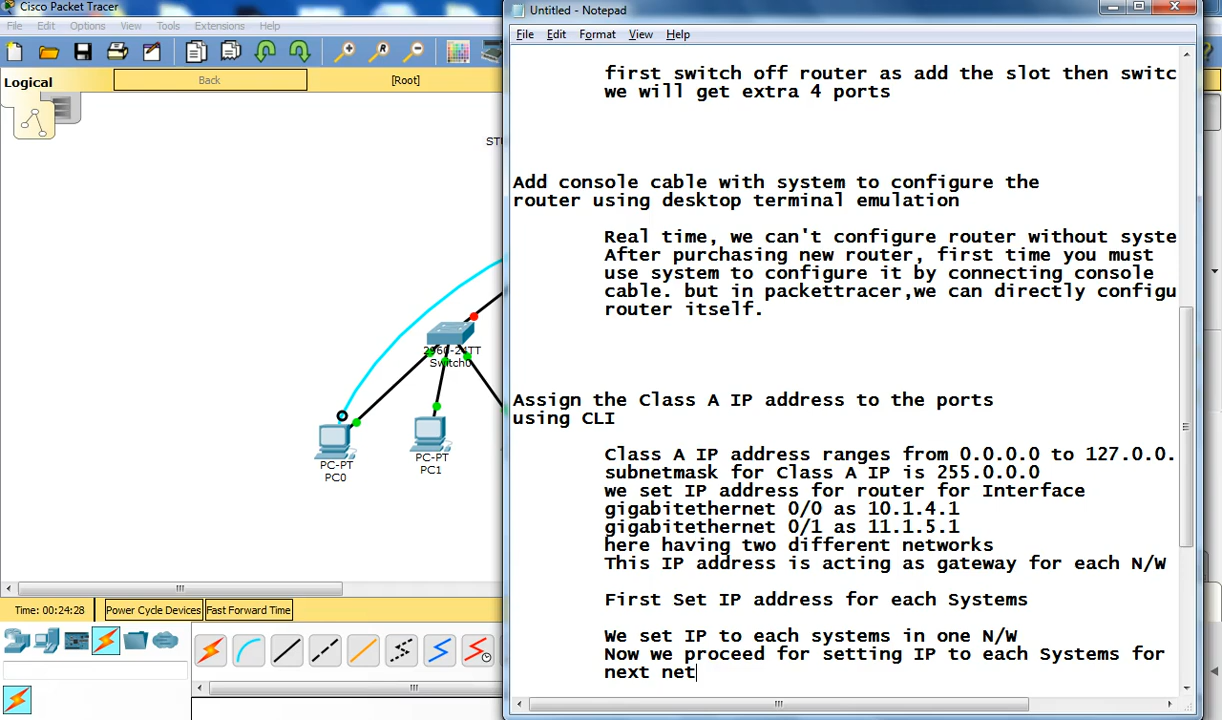 Cisco Packet Tracer
File Edit Options View Tools Extensions Help
Logical
Back
[Root]
2960-24TT
Switch0
PC-PT
PC0
PC-PT
PC1
Time: 00:24:28
Power Cycle Devices
Fast Forward Time
Untitled - Notepad
File Edit Format View Help
first switch off router as add the slot then switc
we will get extra 4 ports
Add console cable with system to configure the
router using desktop terminal emulation
Real time, we can't configure router without syste
After purchasing new router, first time you must
use system to configure it by connecting console
cable. but in packettracer,we can directly configu
router itself.
Assign the Class A IP address to the ports
using CLI
Class A IP address ranges from 0.0.0.0 to 127.0.0.
subnetmask for Class A IP is 255.0.0.0
we set IP address for router for Interface
gigabitethernet 0/0 as 10.1.4.1
gigabitethernet 0/1 as 11.1.5.1
here having two different networks
This IP address is acting as gateway for each N/W
First Set IP address for each Systems
We set IP to each systems in one N/W
Now we proceed for setting IP to each Systems for
next net